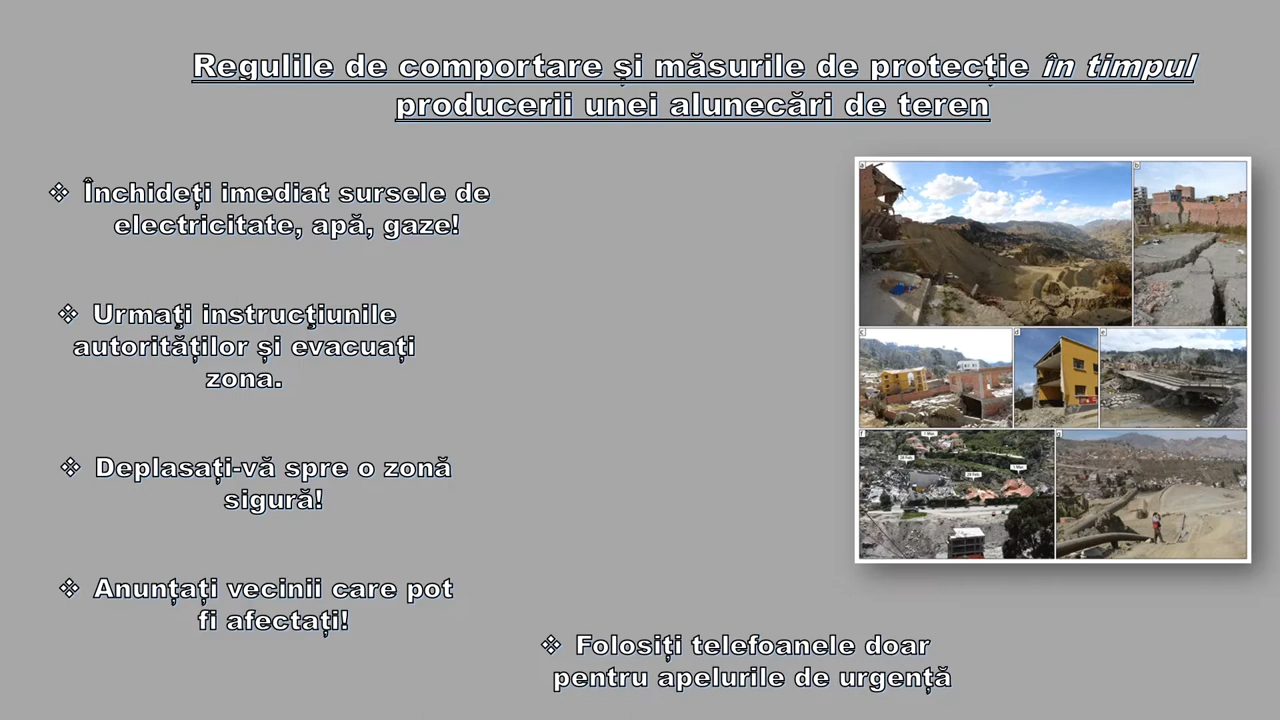 Regulile de comportare și măsurile de protecție în timpul
producerii unei alunecări de teren
❖ Închideți imediat sursele de
electricitate, apă, gaze!
❖ Urmați instrucțiunile
autorităților și evacuați
zona.
❖ Deplasați-vă spre o zonă
sigură!
❖ Anunțați vecinii care pot
fi afectați!
❖ Folosiți telefoanele doar
pentru apelurile de urgență
a
b
c
d
e
f
g